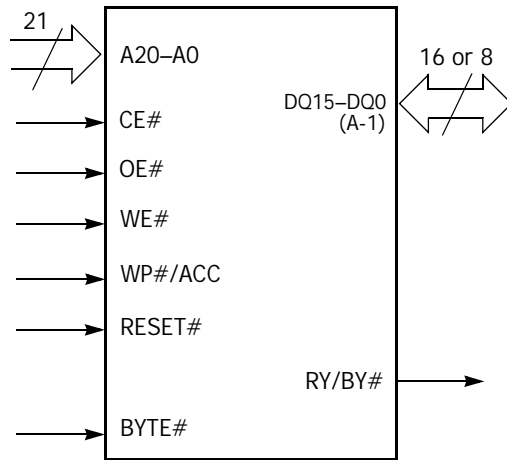 21
A20–A0
16 or 8
DQ15–DQ0
(A-1)
CE#
OE#
WE#
WP#/ACC
RESET#
RY/BY#
BYTE#